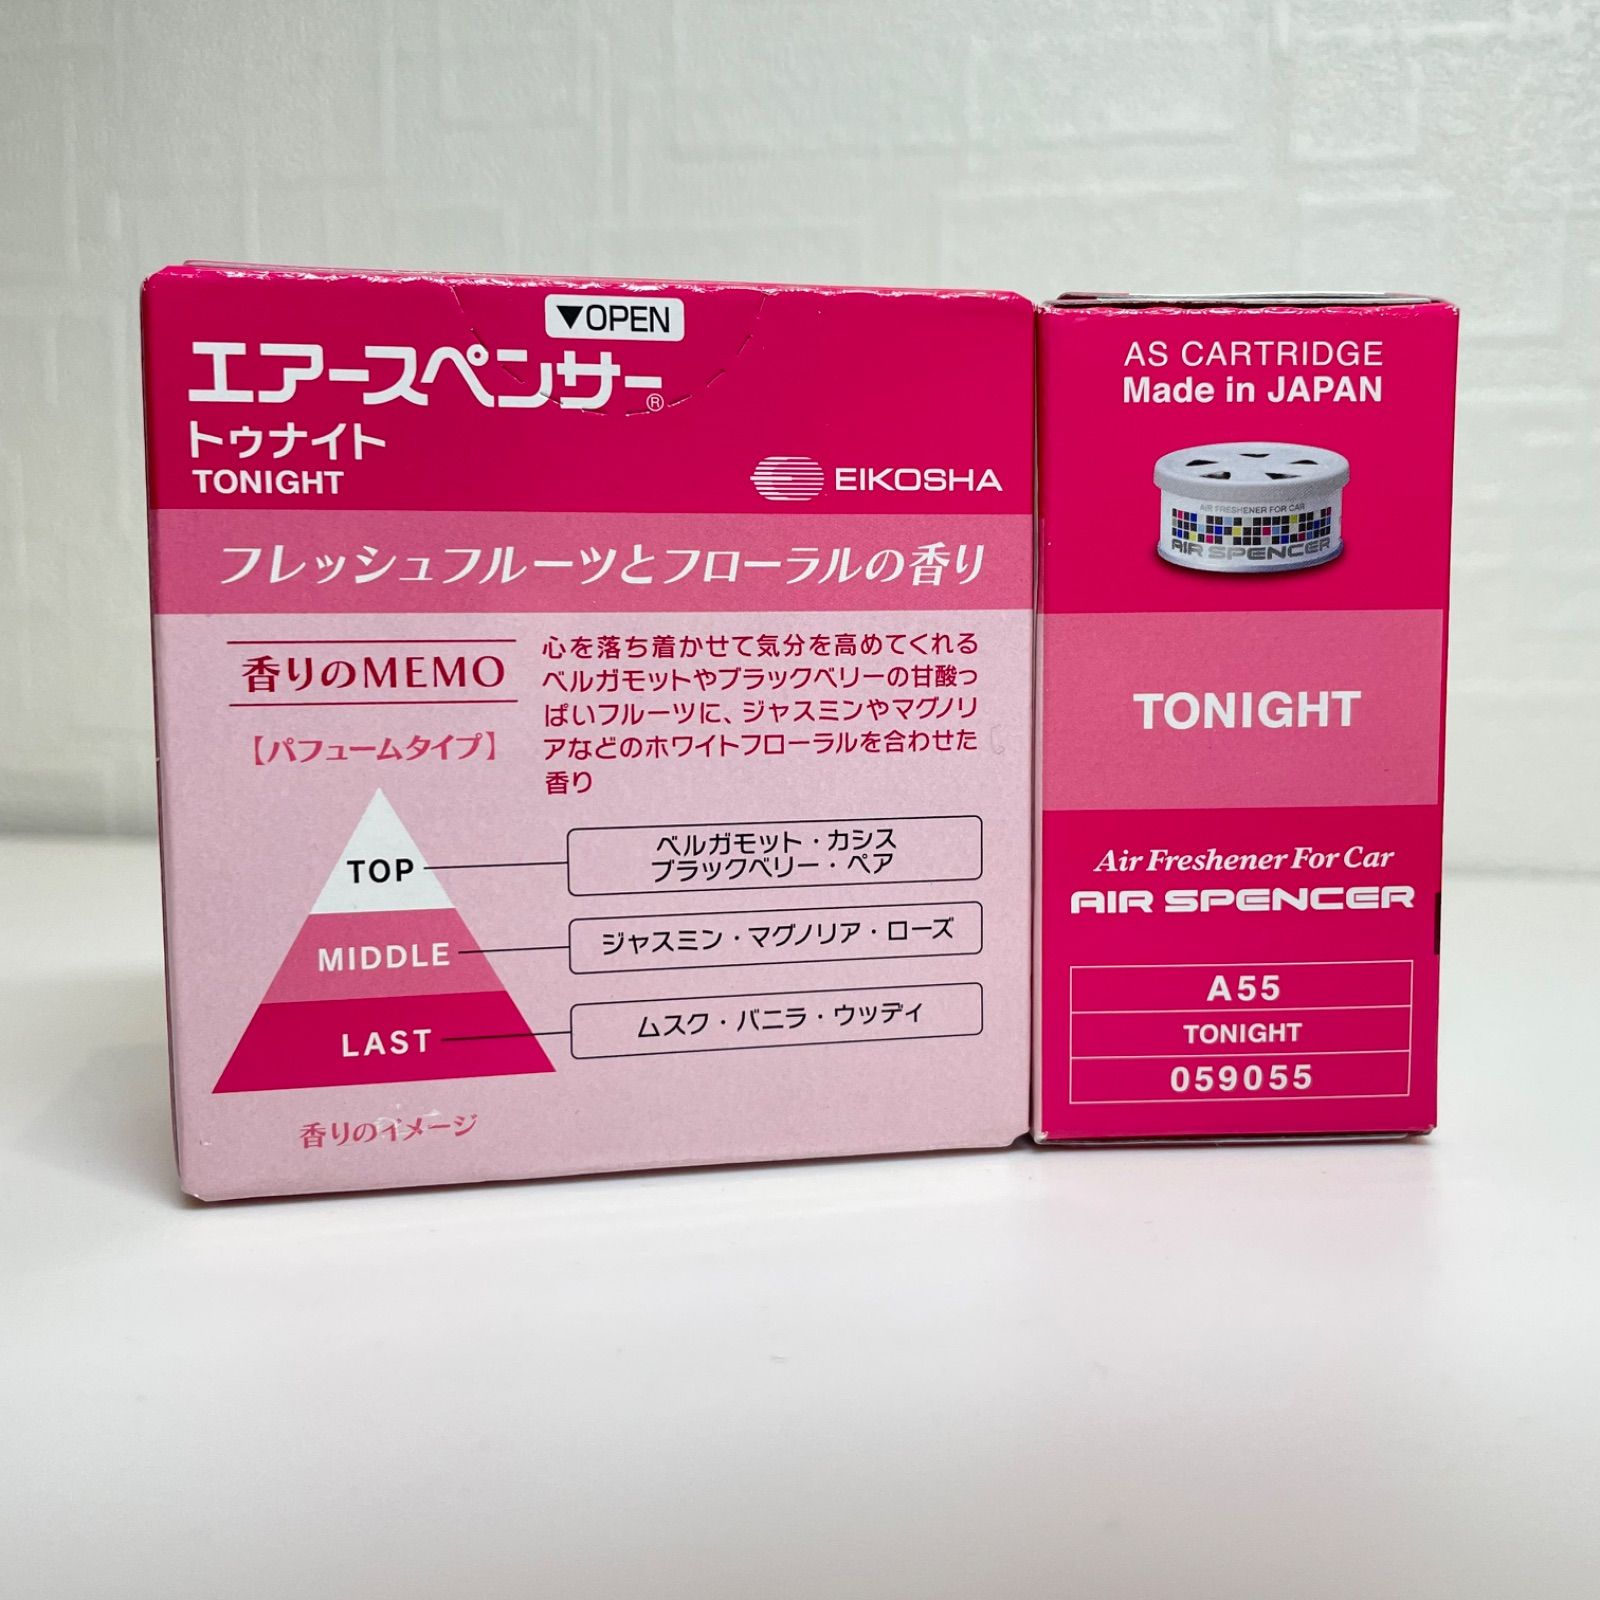 ▼OPEN
エアースペンサー®
トゥナイト
TONIGHT
EIKOSHA
フレッシュフルーツとフローラルの香り
香りのMEMO
【パフュームタイプ】
心を落ち着かせて気分を高めてくれる
ベルガモットやブラックベリーの甘酸っ
ぱいフルーツに、ジャスミンやマグノリ
アなどのホワイトフローラルを合わせた
香り
TOP
ベルガモット・カシス
ブラックベリー・ペア
MIDDLE
ジャスミン・マグノリア・ローズ
LAST
ムスク・バニラ・ウッディ
香りのイメージ
AS CARTRIDGE
Made in JAPAN
AIR FRESHENER FOR CAR
AIR SPENCER
TONIGHT
Air Freshener For Car
AIR SPENCER
A55
TONIGHT
059055